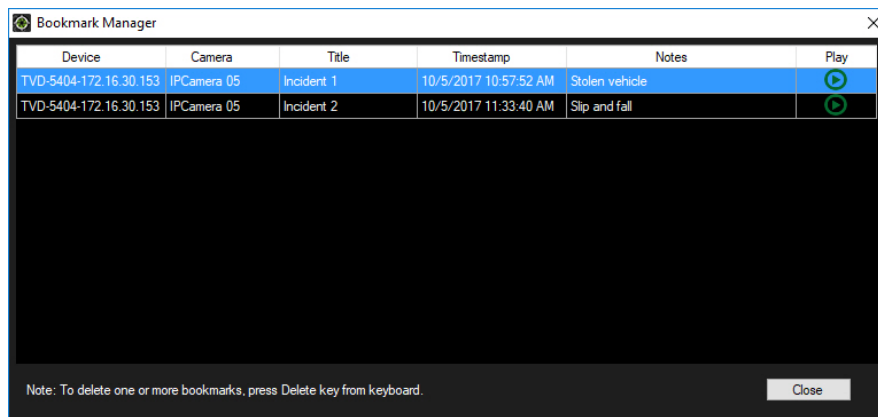 Bookmark Manager
Device Camera Title Timestamp Notes Play
TVD-5404-172.16.30.153 IPCamera 05 Incident 1 10/5/2017 10:57:52 AM Stolen vehicle
TVD-5404-172.16.30.153 IPCamera 05 Incident 2 10/5/2017 11:33:40 AM Slip and fall
Note: To delete one or more bookmarks, press Delete key from keyboard. Close